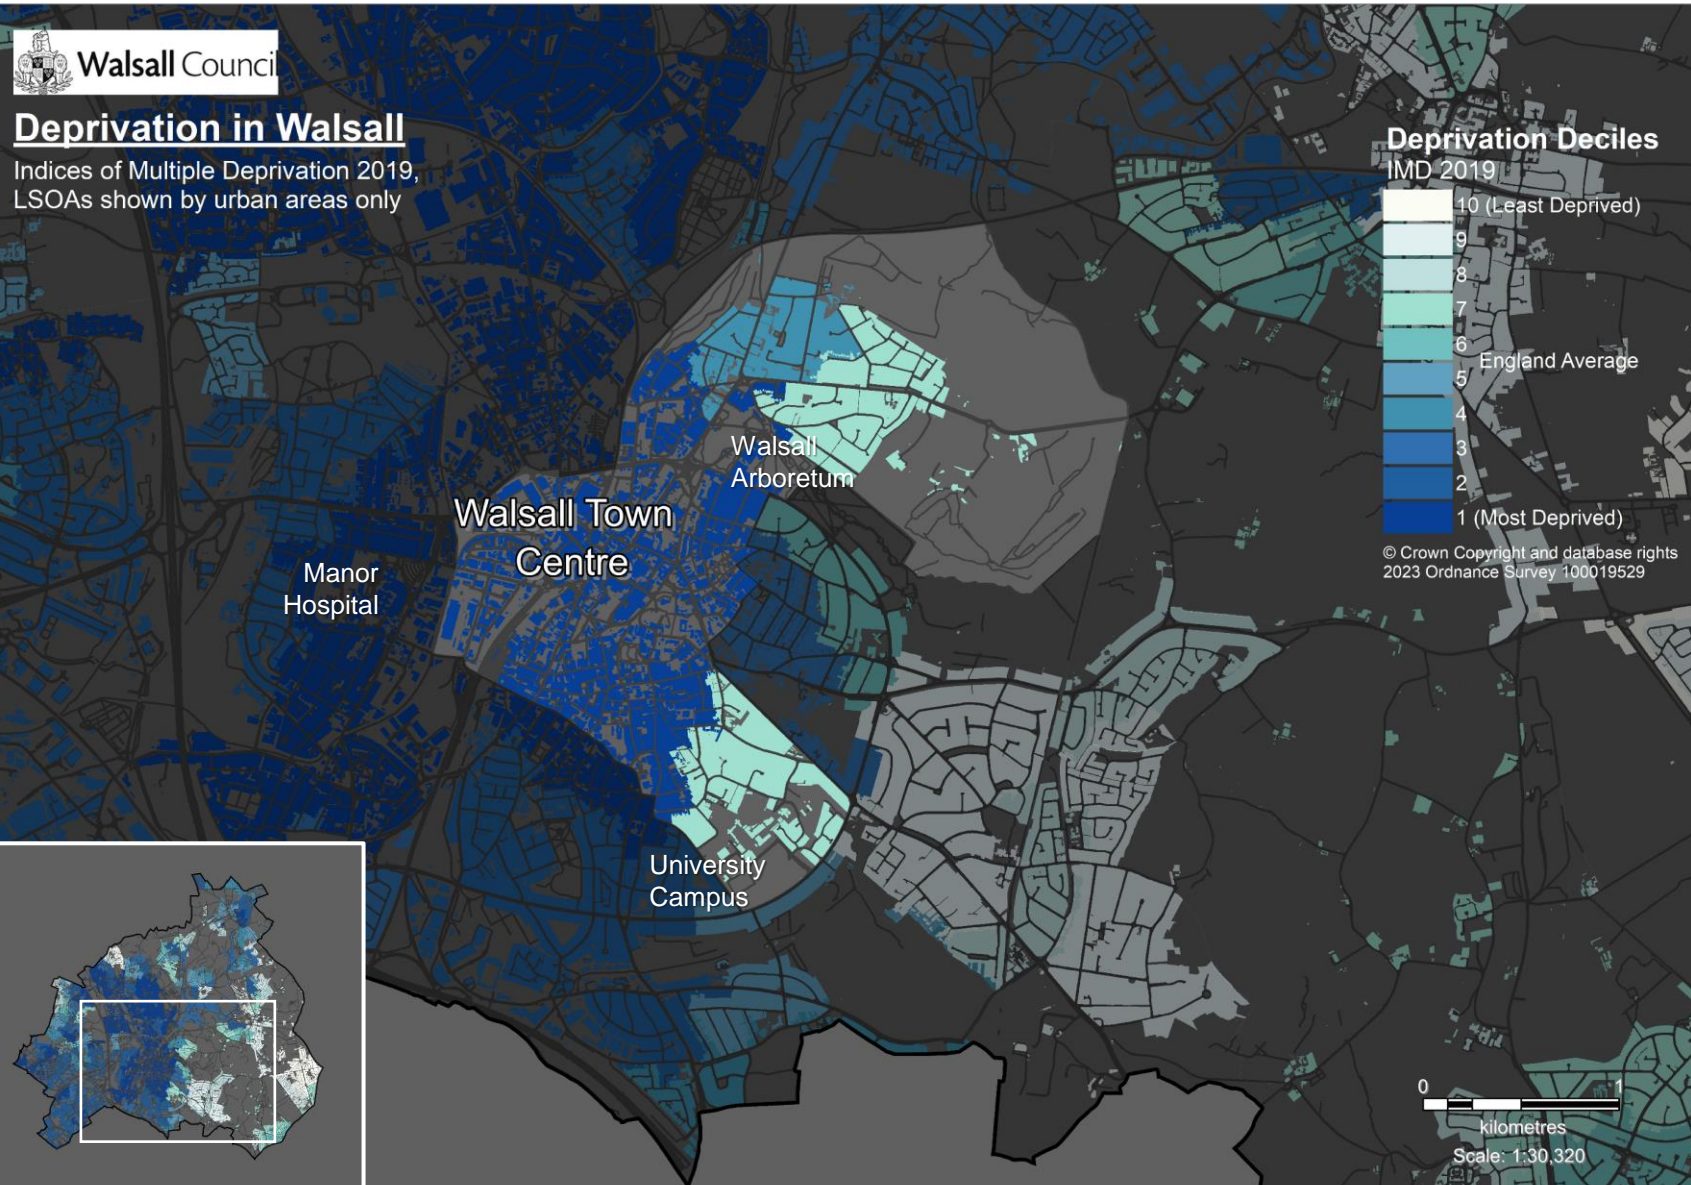 Walsall Counci
Deprivation in Walsall
Indices of Multiple Deprivation 2019,
LSOAs shown by urban areas only
Deprivation Deciles
IMD 2019
10 (Least Deprived)
9
8
7
6
England Average
5
4
3
2
1 (Most Deprived)
© Crown Copyright and database rights
2023 Ordnance Survey 100019529
Walsall
Arboretum
Walsall Town
Centre
Manor
Hospital
University
Campus
0 1
kilometres
Scale: 1:30,320